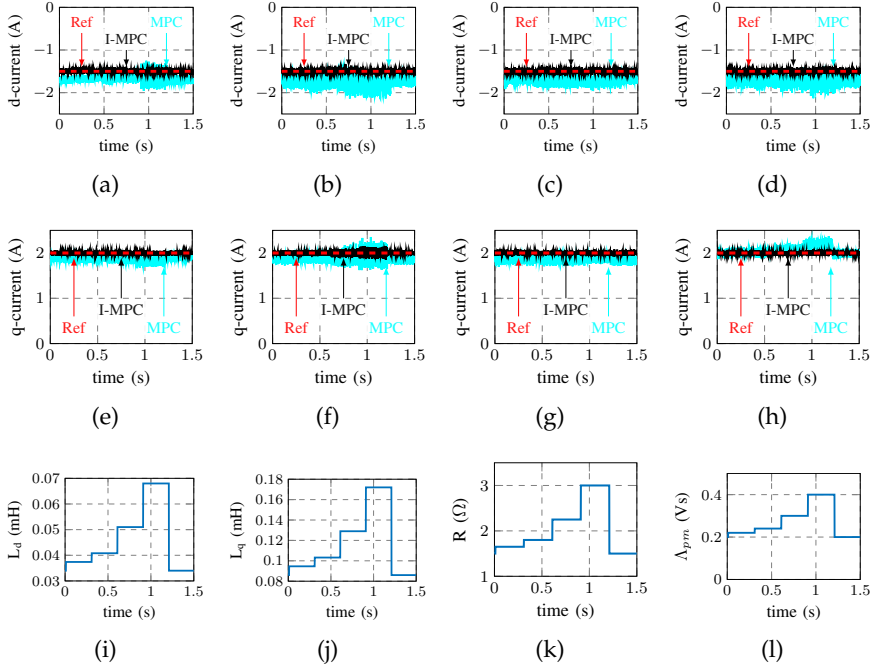 0
−1
−2
d-current (A)
Ref
I-MPC
MPC
0
0.5
1
1.5
time (s)
(a)
0
−1
−2
d-current (A)
Ref
I-MPC
MPC
0
0.5
1
1.5
time (s)
(b)
0
−1
−2
d-current (A)
Ref
I-MPC
MPC
0
0.5
1
1.5
time (s)
(c)
0
−1
−2
d-current (A)
Ref
I-MPC
MPC
0
0.5
1
1.5
time (s)
(d)
2
1
0
q-current (A)
Ref
I-MPC
MPC
0
0.5
1
1.5
time (s)
(e)
2
1
0
q-current (A)
Ref
I-MPC
MPC
0
0.5
1
1.5
time (s)
(f)
2
1
0
q-current (A)
Ref
I-MPC
MPC
0
0.5
1
1.5
time (s)
(g)
2
1
0
q-current (A)
Ref
I-MPC
MPC
0
0.5
1
1.5
time (s)
(h)
0.07
0.06
0.05
0.04
0.03
L_d (mH)
0
0.5
1
1.5
time (s)
(i)
0.18
0.16
0.14
0.12
0.1
0.08
L_q (mH)
0
0.5
1
1.5
time (s)
(j)
3
2
1
R (Ω)
0
0.5
1
1.5
time (s)
(k)
0.4
0.2
0
Λ_pm (Vs)
0
0.5
1
1.5
time (s)
(l)